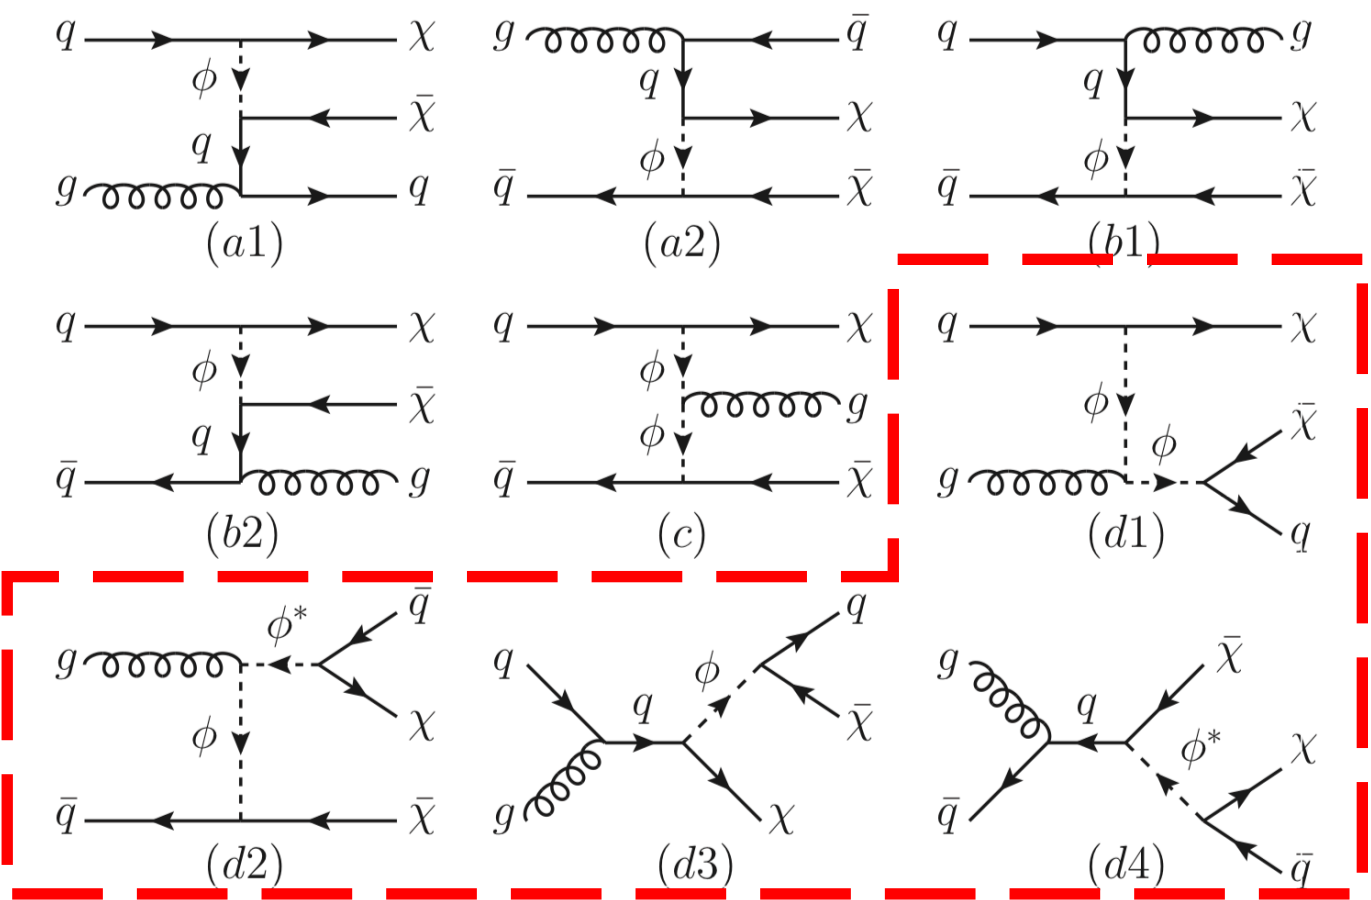 q χ g q̄ q g
φ q q
χ̄ χ χ
q φ φ
g q q̄ χ̄ q̄ χ̄
(a1) (a2) (b1)
q χ q χ q χ
φ φ
χ̄ g φ χ̄
q φ φ
q̄ g q̄ χ̄ g q
(b2) (c) (d1)
q̄ q
φ*
g q φ g χ̄
χ q q
φ χ̄ φ* χ
q̄ χ̄ g χ q̄
(d2) (d3) (d4) q̄